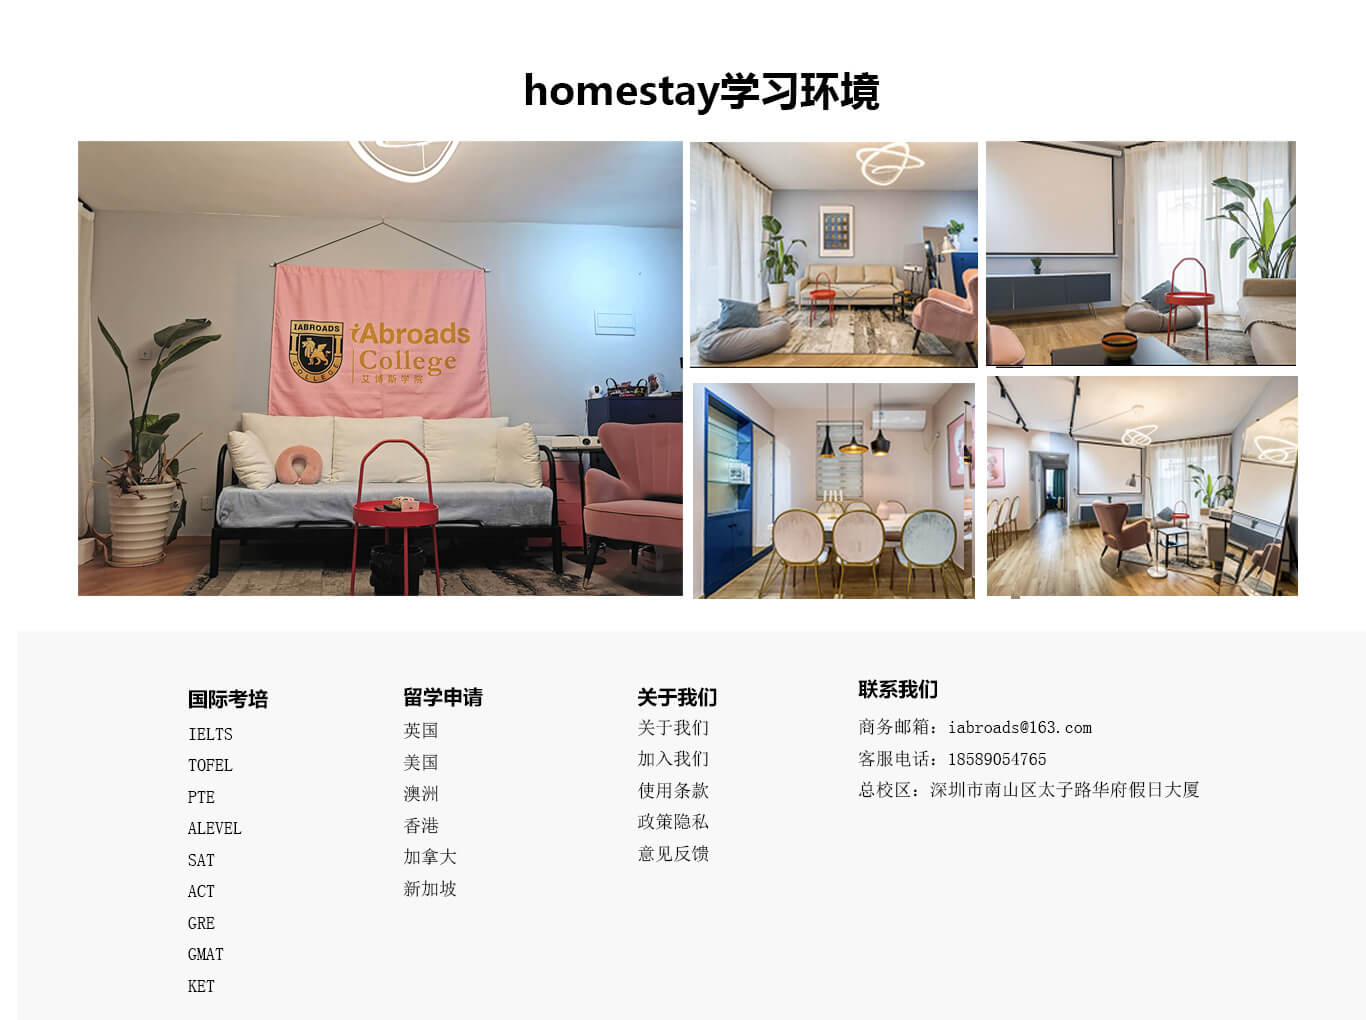 homestay学习环境
IABROADS
COLLEGE
iAbroads
College
艾博斯学院
国际考培
IELTS
TOFEL
PTE
ALEVEL
SAT
ACT
GRE
GMAT
KET
留学申请
英国
美国
澳洲
香港
加拿大
新加坡
关于我们
关于我们
加入我们
使用条款
政策隐私
意见反馈
联系我们
商务邮箱：iabroads@163.com
客服电话：18589054765
总校区：深圳市南山区太子路华府假日大厦